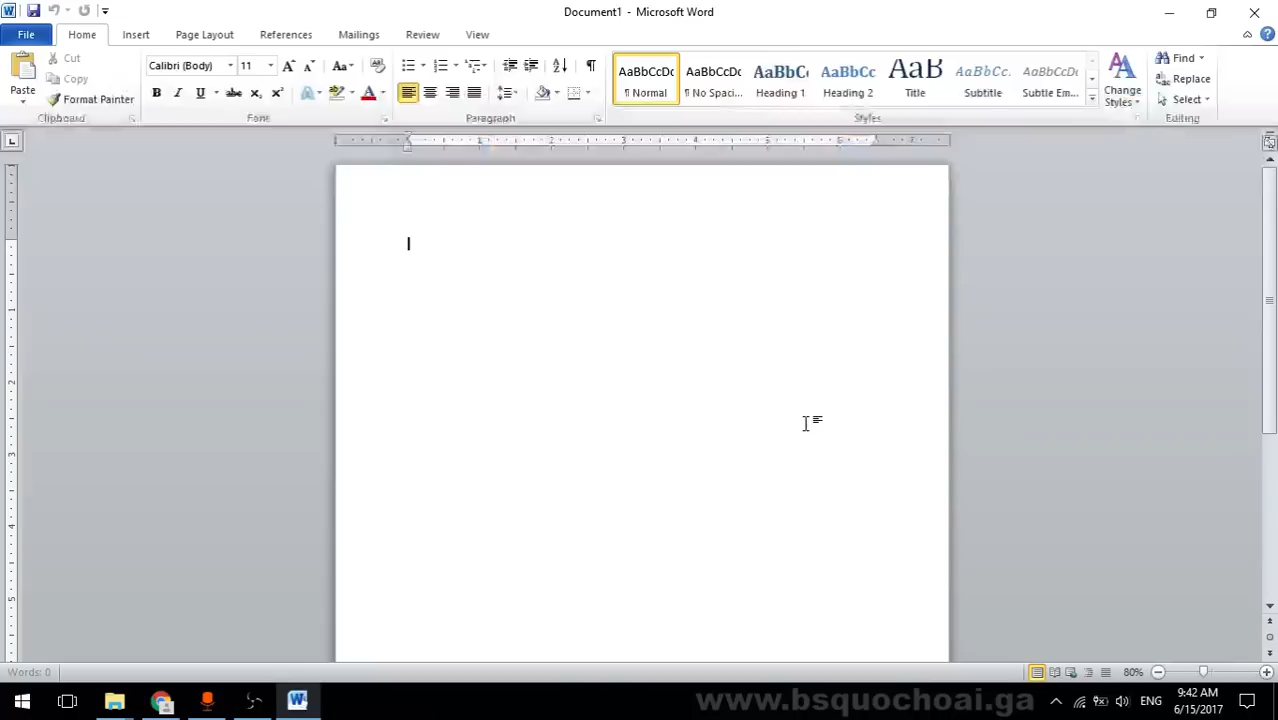 Document1 - Microsoft Word
File Home Insert Page Layout References Mailings Review View
Paste
Cut
Copy
Format Painter
Clipboard
Calibri (Body) 11
Font
Paragraph
AaBbCcDc AaBbCcDc AaBbC AaBbCc AaB AaBbCc. AaBbCcDc
¶ Normal ¶ No Spaci... Heading 1 Heading 2 Title Subtitle Subtle Em...
Change
Styles
Styles
Find
Replace
Select
Editing
Words: 0
80%
www.bsquochoai.ga
ENG
9:42 AM
6/15/2017